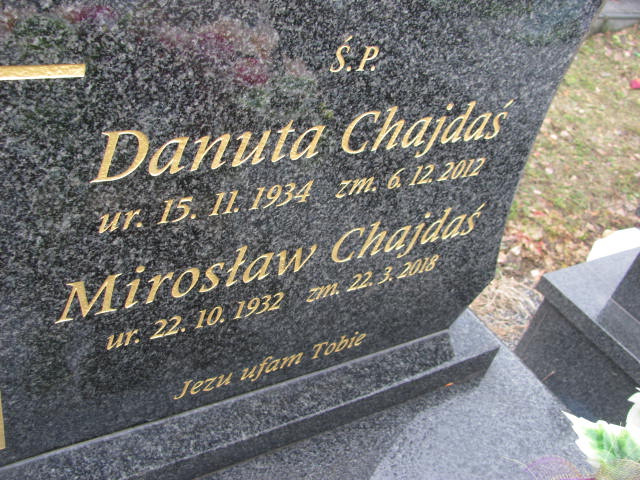 Ś.P.
Danuta Chajdaś
ur. 15. 11. 1934 zm. 6. 12. 2012
Mirosław Chajdaś
ur. 22. 10. 1932 zm. 22. 3. 2018
Jezu ufam Tobie